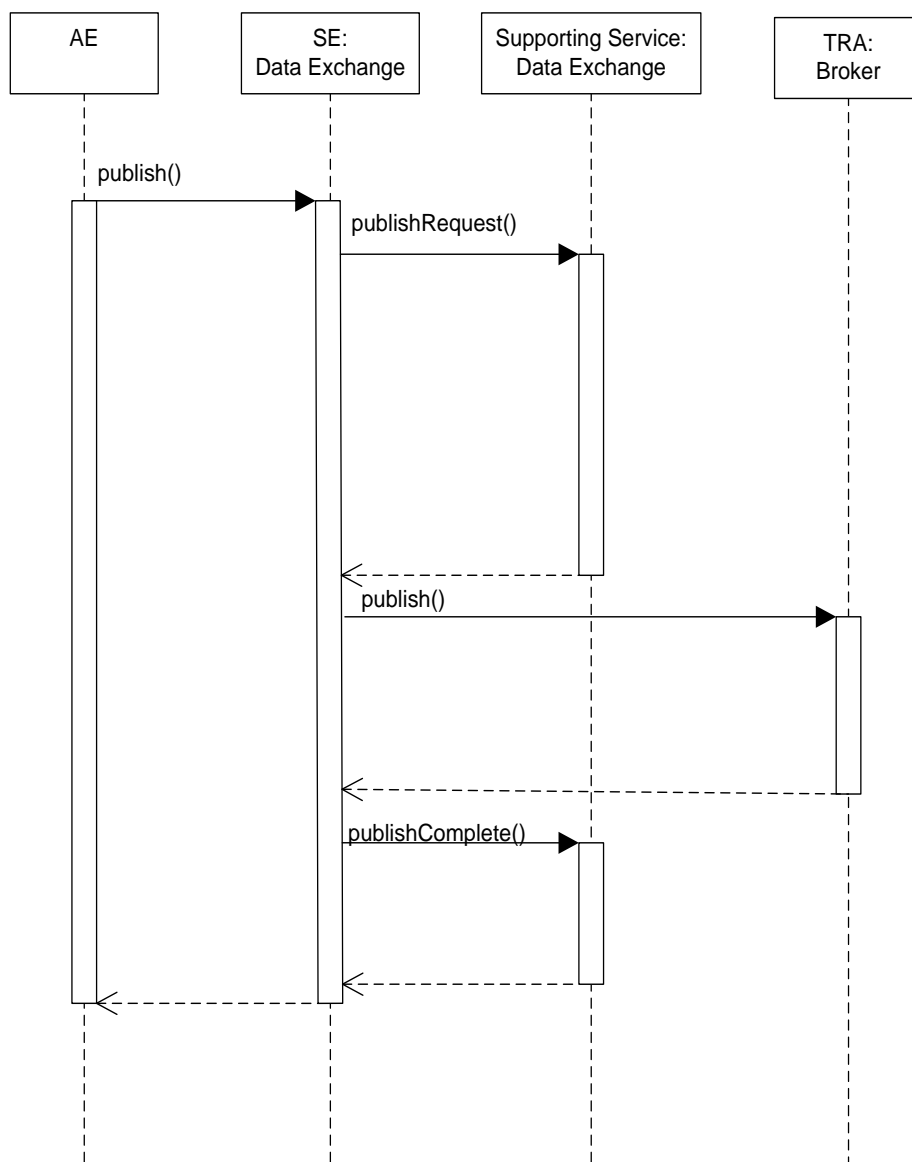 AE
SE:
Data Exchange
Supporting Service:
Data Exchange
TRA:
Broker
publish()
publishRequest()
publish()
publishComplete()